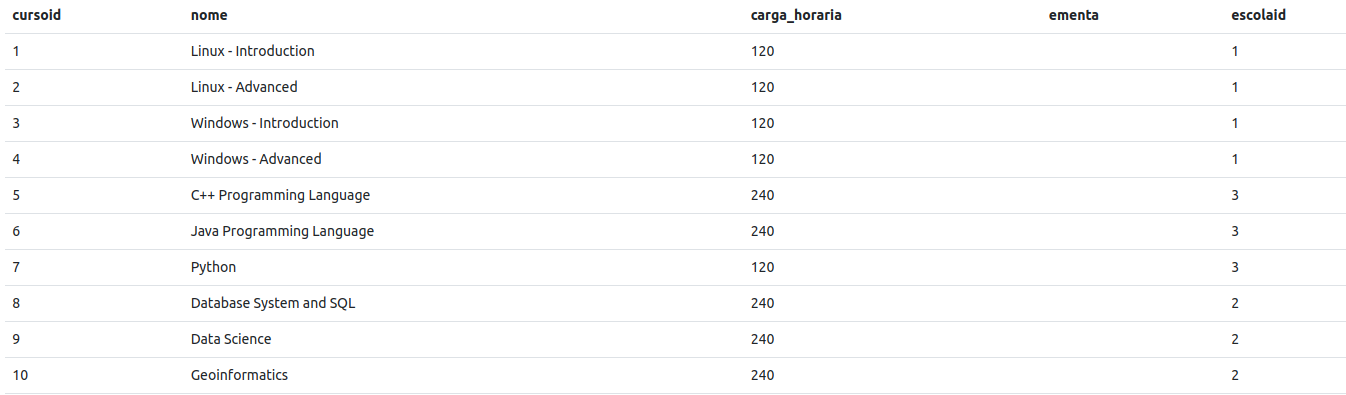 cursoid nome carga_horaria ementa escolaid
1 Linux - Introduction 120 1
2 Linux - Advanced 120 1
3 Windows - Introduction 120 1
4 Windows - Advanced 120 1
5 C++ Programming Language 240 3
6 Java Programming Language 240 3
7 Python 120 3
8 Database System and SQL 240 2
9 Data Science 240 2
10 Geoinformatics 240 2